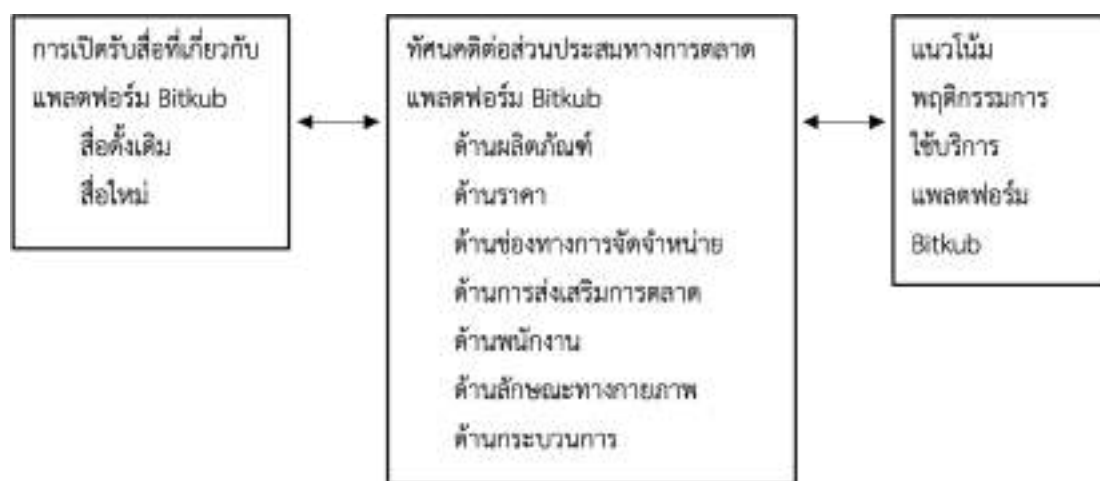 การเปิดรับสื่อที่เกี่ยวกับ
แพลตฟอร์ม Bitkub
สื่อดั้งเดิม
สื่อใหม่
ทัศนคติต่อส่วนประสมทางการตลาด
แพลตฟอร์ม Bitkub
ด้านผลิตภัณฑ์
ด้านราคา
ด้านช่องทางการจัดจำหน่าย
ด้านการส่งเสริมการตลาด
ด้านพนักงาน
ด้านลักษณะทางกายภาพ
ด้านกระบวนการ
แนวโน้ม
พฤติกรรมการ
ใช้บริการ
แพลตฟอร์ม
Bitkub